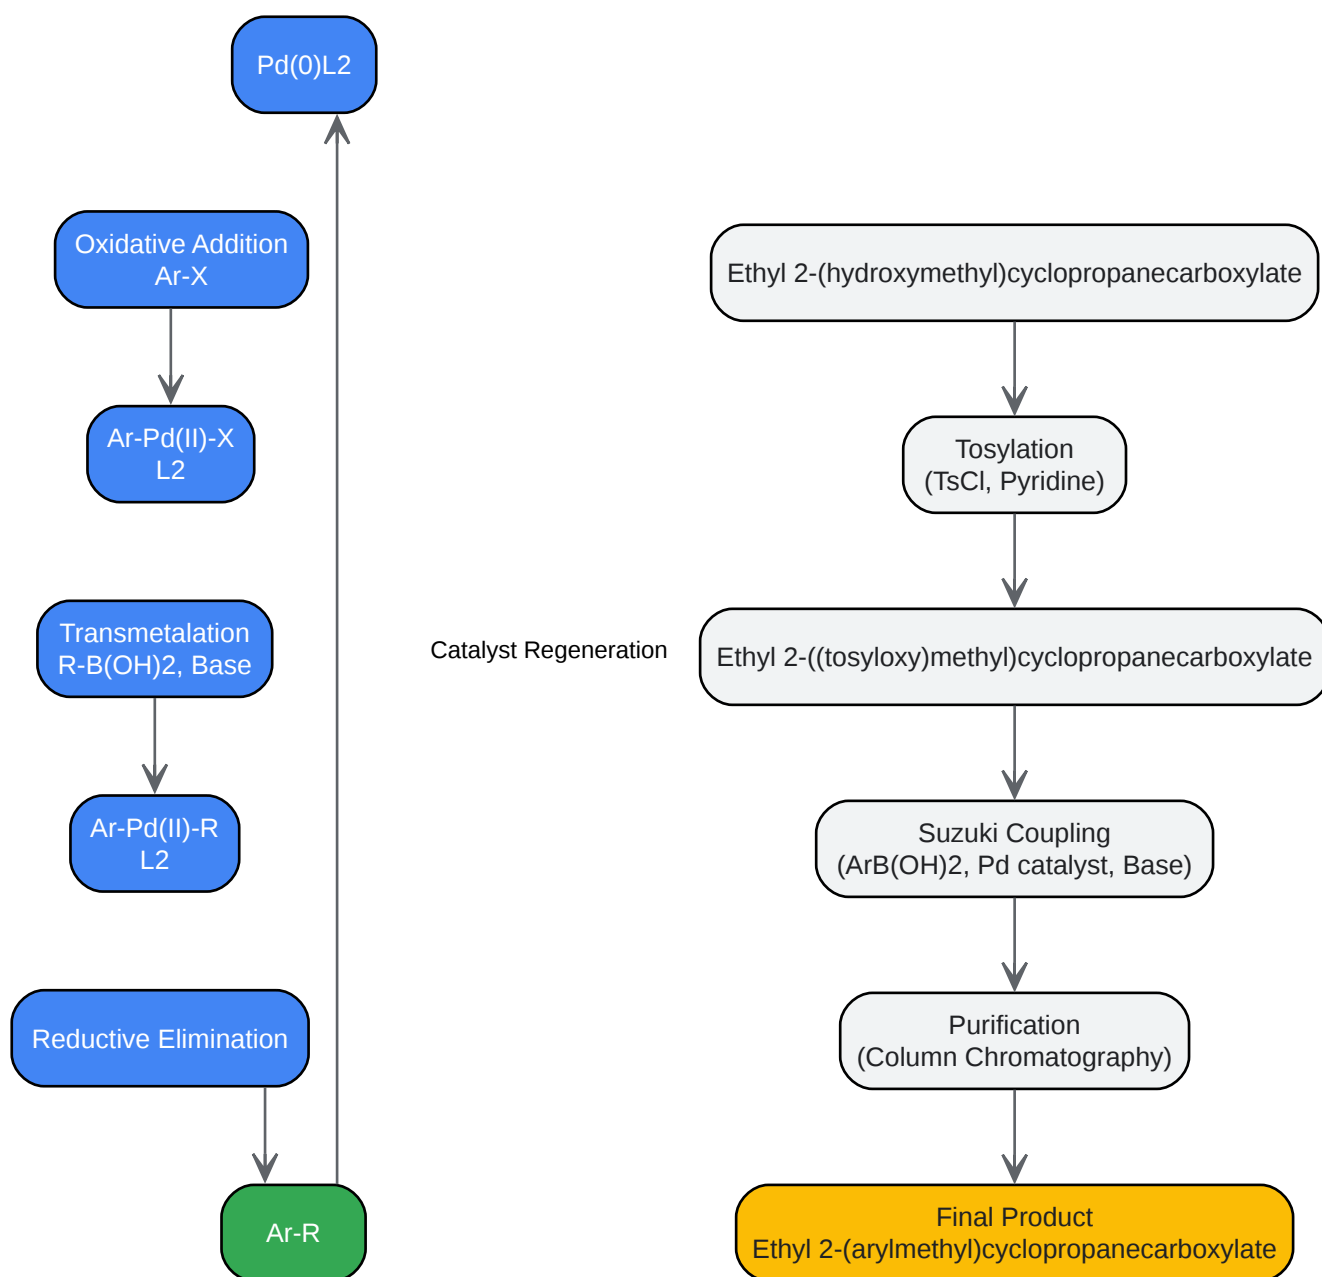 Pd(0)L2
Oxidative Addition
Ar-X
Ar-Pd(II)-X
L2
Transmetalation
R-B(OH)2, Base
Ar-Pd(II)-R
L2
Reductive Elimination
Ar-R
Catalyst Regeneration
Ethyl 2-(hydroxymethyl)cyclopropanecarboxylate
Tosylation
(TsCl, Pyridine)
Ethyl 2-((tosyloxy)methyl)cyclopropanecarboxylate
Suzuki Coupling
(ArB(OH)2, Pd catalyst, Base)
Purification
(Column Chromatography)
Final Product
Ethyl 2-(arylmethyl)cyclopropanecarboxylate